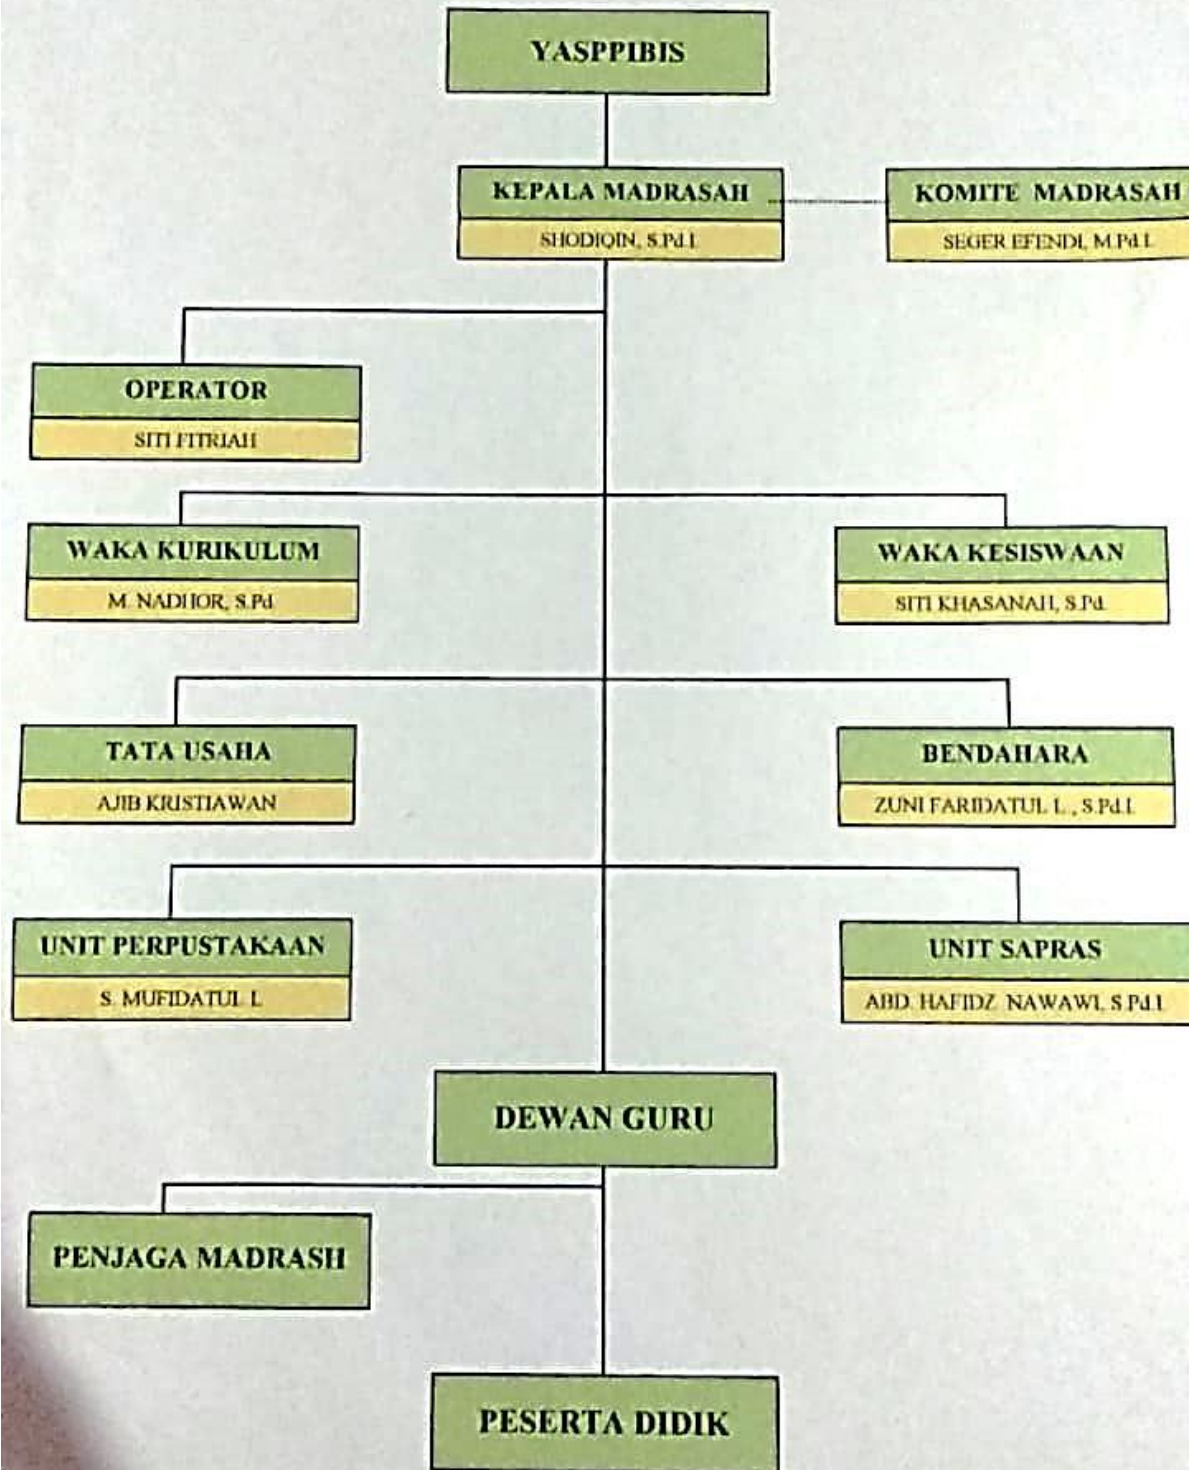 YASPPIBIS
KEPALA MADRASAH
SHODIQIN, S.Pd.I.
KOMITE MADRASAH
SEGER EFENDI, M.Pd.I.
OPERATOR
SITI FITRIAH
WAKA KURIKULUM
M. NADHOR, S.Pd
WAKA KESISWAAN
SITI KHASANAH, S.Pd.
TATA USAHA
AJIB KRISTIAWAN
BENDAHARA
ZUNI FARIDATUL L., S.Pd.I.
UNIT PERPUSTAKAAN
S. MUFIDATUL I.
UNIT SAPRAS
ABD. HAFIDZ NAWAWI, S.Pd.I.
DEWAN GURU
PENJAGA MADRASH
PESERTA DIDIK